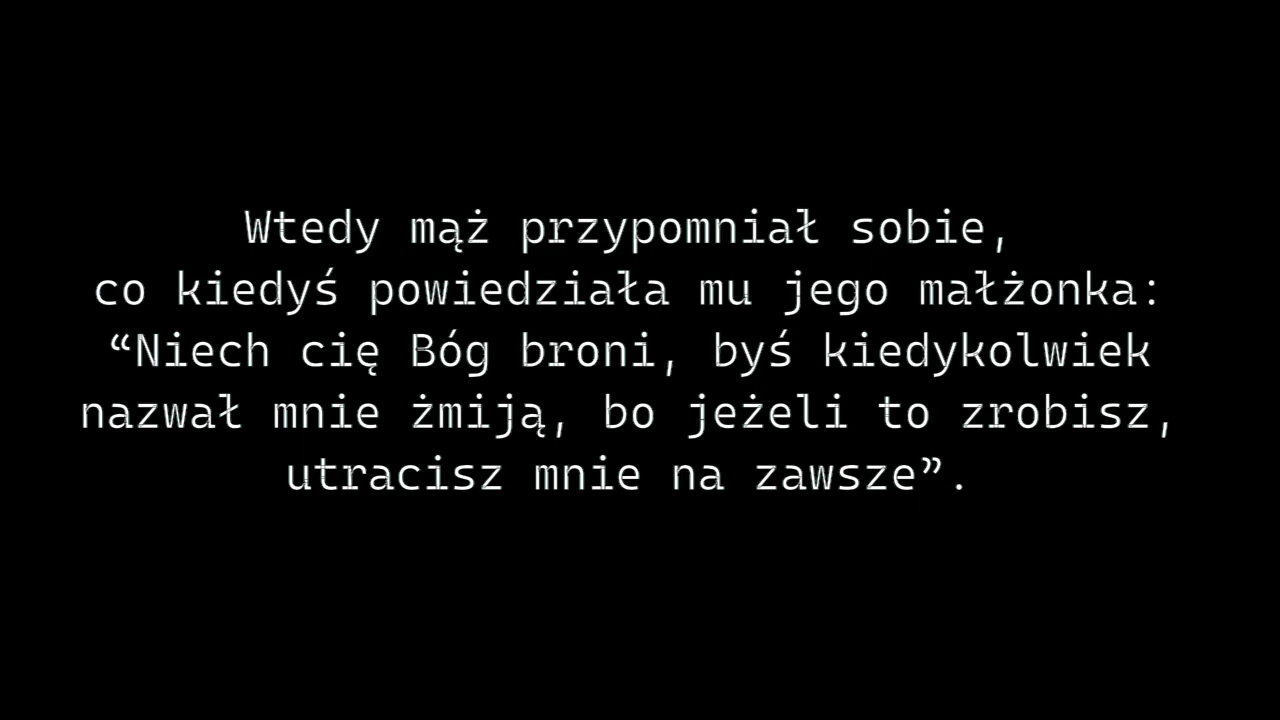 Wtedy mąż przypomniał sobie,
co kiedyś powiedziała mu jego małżonka:
“Niech cię Bóg broni, byś kiedykolwiek
nazwał mnie żmiją, bo jeżeli to zrobisz,
utracisz mnie na zawsze”.